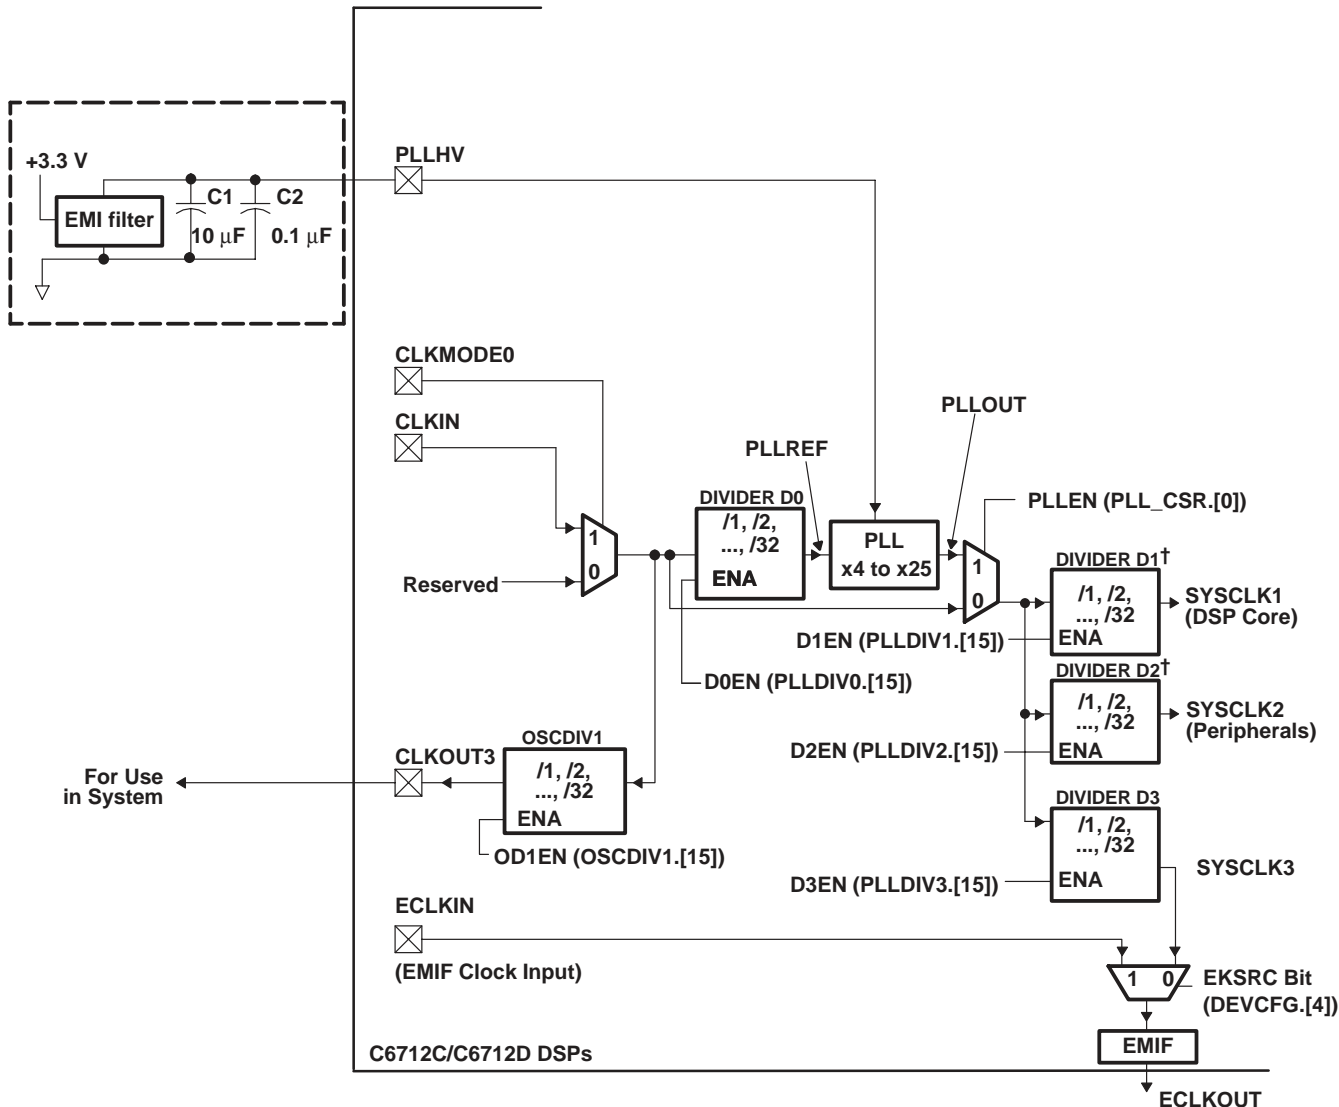 +3.3 V
EMI filter
C1
C2
10 µF
0.1 µF
PLLHV
CLKMODE0
CLKIN
Reserved
1
0
DIVIDER D0
/1, /2,
..., /32
ENA
D0EN (PLLDIV0.[15])
PLLREF
PLL
x4 to x25
PLLOUT
PLLEN (PLL_CSR.[0])
1
0
DIVIDER D1†
/1, /2,
..., /32
ENA
D1EN (PLLDIV1.[15])
SYSCLK1
(DSP Core)
DIVIDER D2†
/1, /2,
..., /32
ENA
D2EN (PLLDIV2.[15])
SYSCLK2
(Peripherals)
DIVIDER D3
/1, /2,
..., /32
ENA
D3EN (PLLDIV3.[15])
SYSCLK3
For Use
in System
CLKOUT3
OSCDIV1
/1, /2,
..., /32
ENA
OD1EN (OSCDIV1.[15])
ECLKIN
(EMIF Clock Input)
1 0
EKSRC Bit
(DEVCFG.[4])
EMIF
C6712C/C6712D DSPs
ECLKOUT